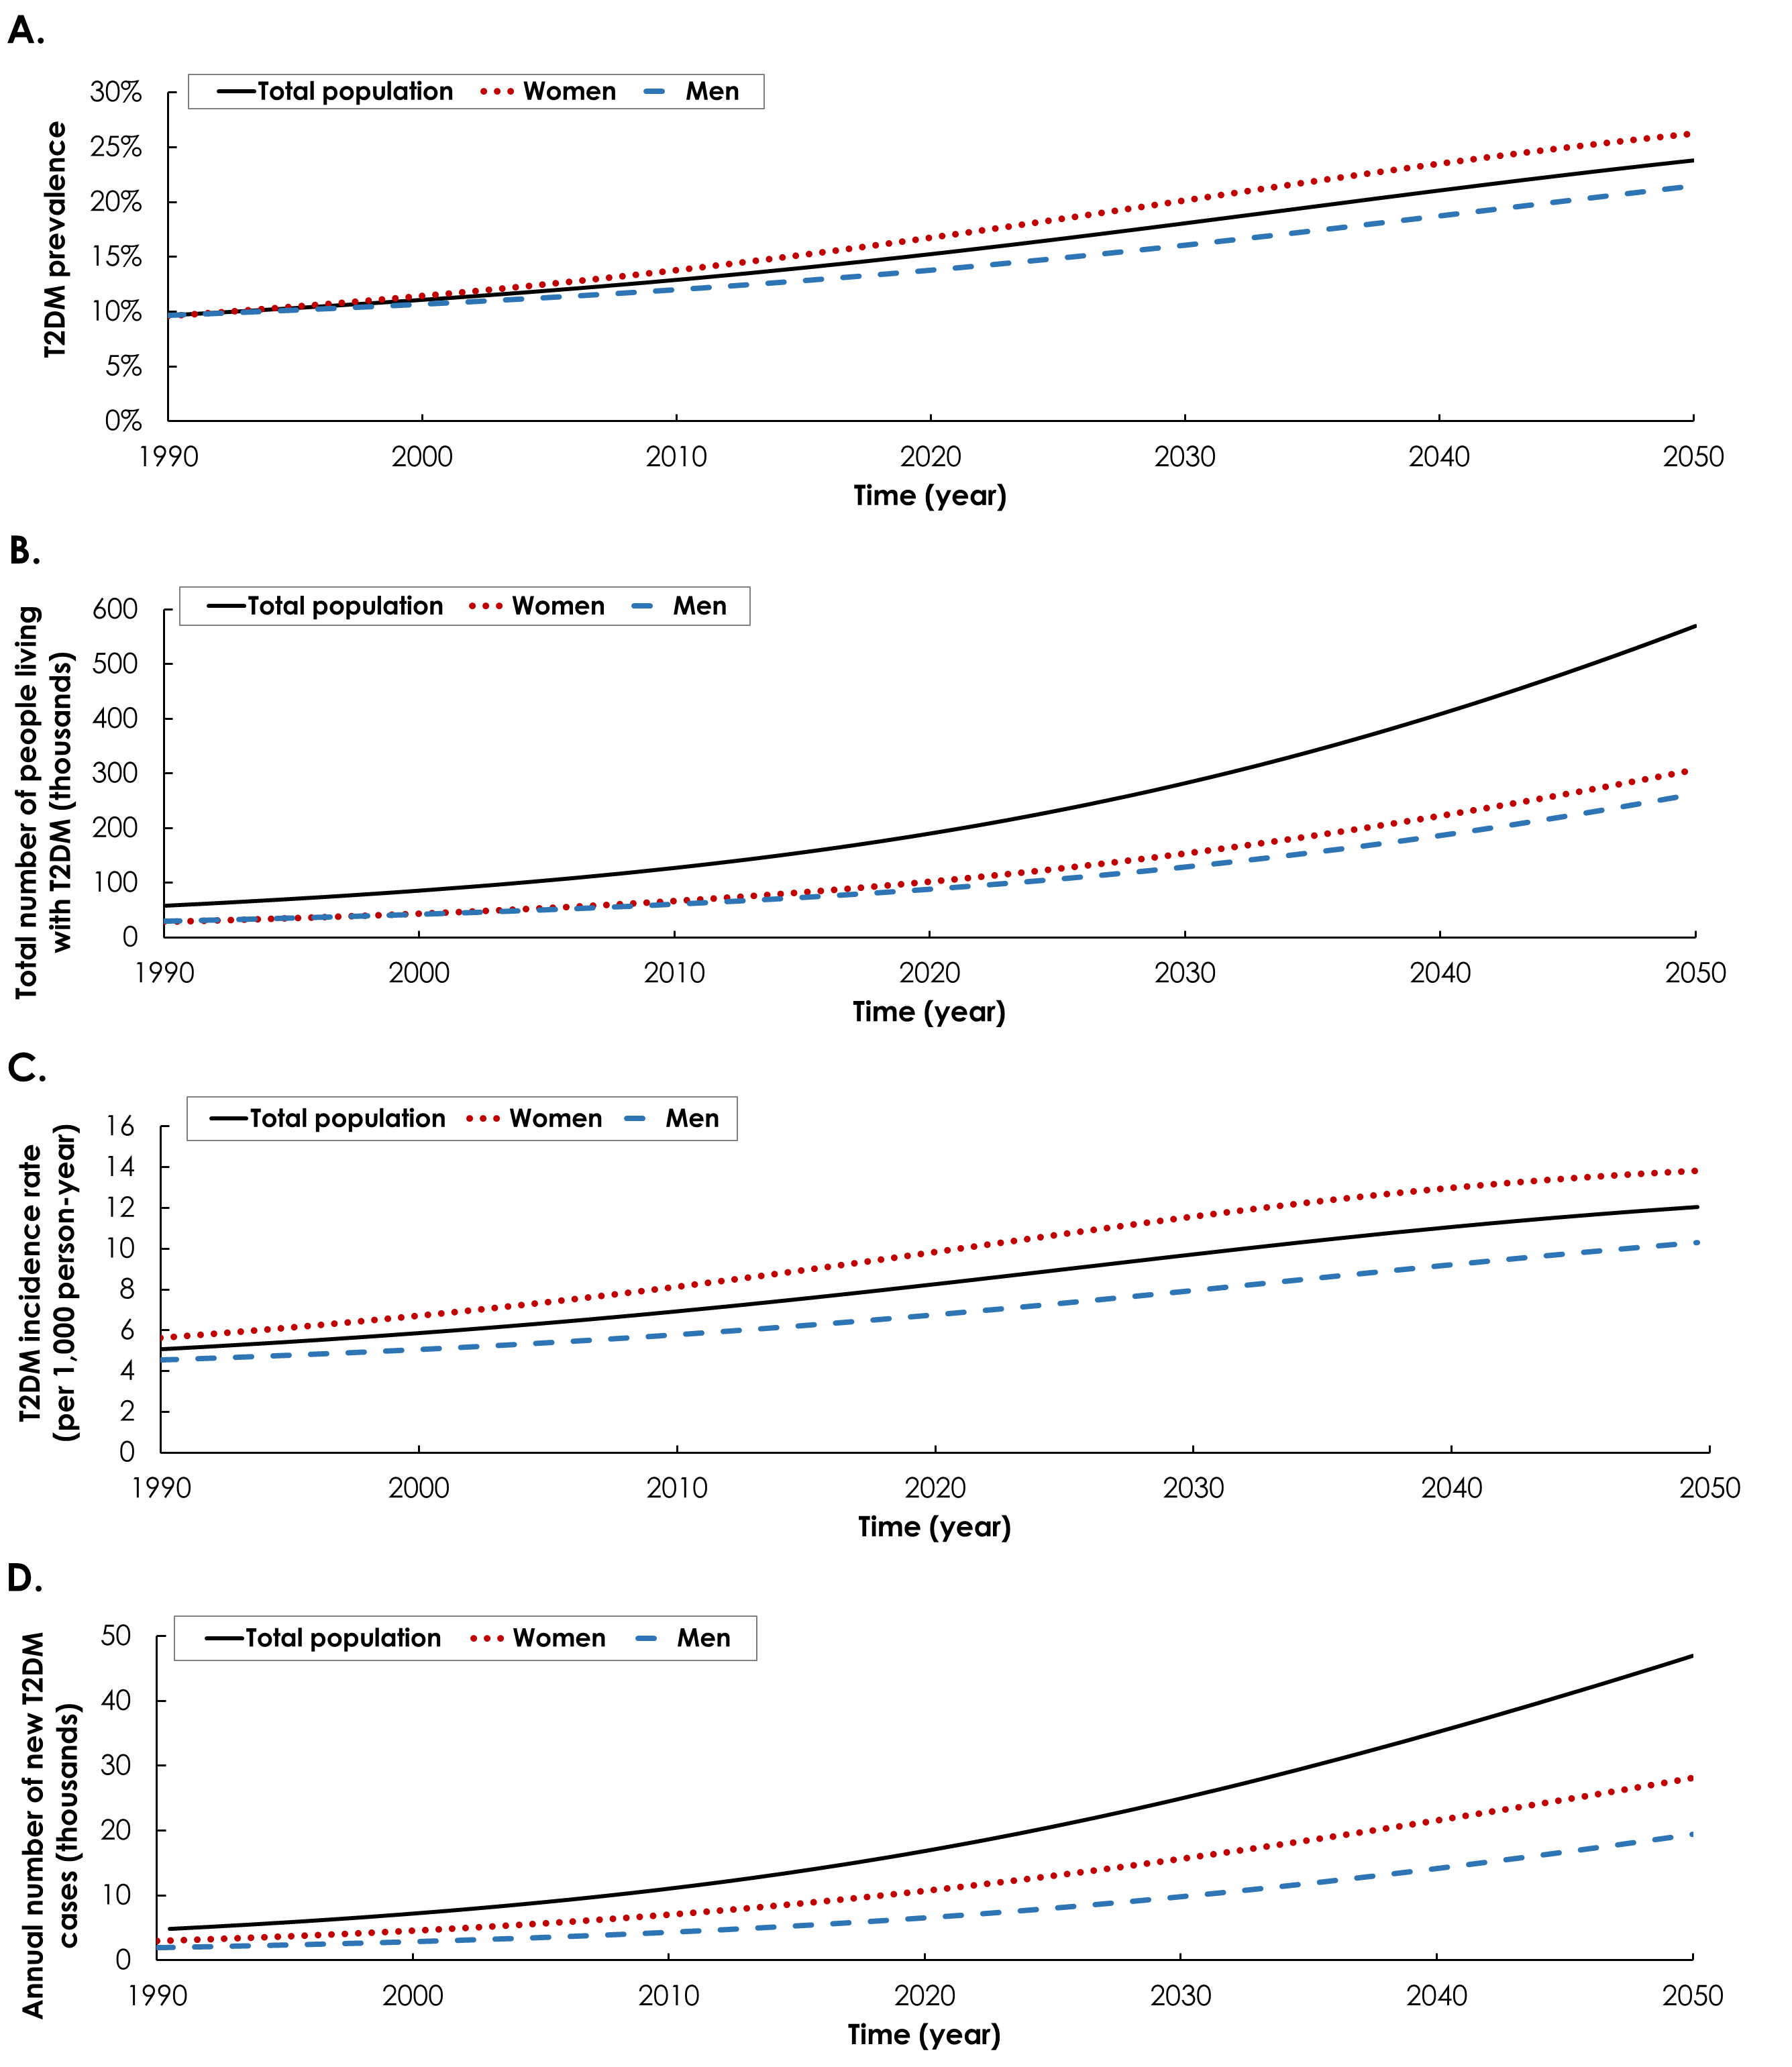 A.
Total population Women Men
30%
25%
20%
15%
10%
5%
0%
T2DM prevalence
1990 2000 2010 2020 2030 2040 2050
Time (year)
B.
Total population Women Men
600
500
400
300
200
100
0
Total number of people living
with T2DM (thousands)
1990 2000 2010 2020 2030 2040 2050
Time (year)
C.
Total population Women Men
16
14
12
10
8
6
4
2
0
T2DM incidence rate
(per 1,000 person-year)
1990 2000 2010 2020 2030 2040 2050
Time (year)
D.
Total population Women Men
50
40
30
20
10
0
Annual number of new T2DM
cases (thousands)
1990 2000 2010 2020 2030 2040 2050
Time (year)